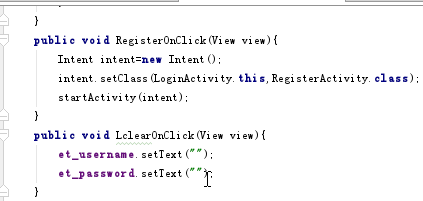 }
public void RegisterOnClick(View view){
Intent intent=new Intent();
intent.setClass(LoginActivity.this,RegisterActivity.class);
startActivity(intent);
}
public void LclearOnClick(View view){
et_username.setText("");
et_password.setText("");
}